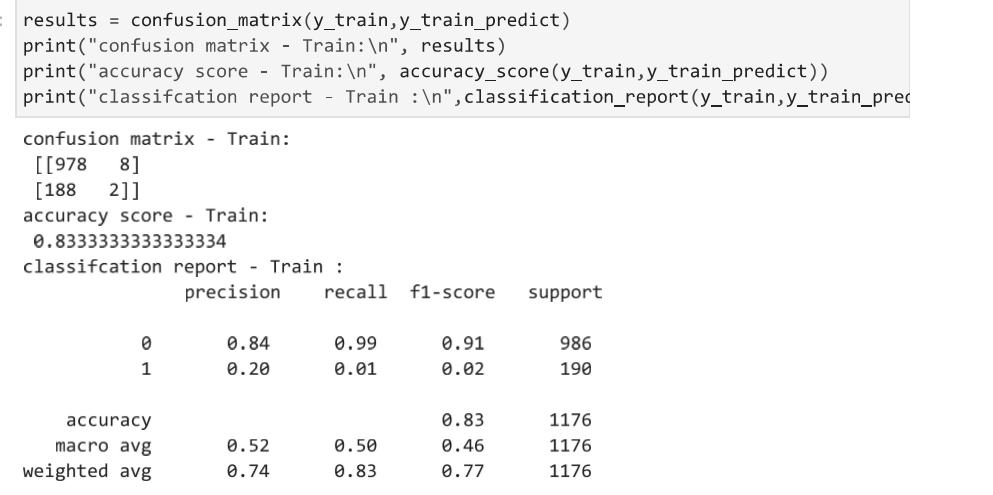 results = confusion_matrix(y_train,y_train_predict)
print("confusion matrix - Train:\n", results)
print("accuracy score - Train:\n", accuracy_score(y_train,y_train_predict))
print("classifcation report - Train :\n",classification_report(y_train,y_train_prec
confusion matrix - Train:
[[978 8]
[188 2]]
accuracy score - Train:
0.8333333333333334
classifcation report - Train :
precision recall f1-score support
0 0.84 0.99 0.91 986
1 0.20 0.01 0.02 190
accuracy 0.83 1176
macro avg 0.52 0.50 0.46 1176
weighted avg 0.74 0.83 0.77 1176